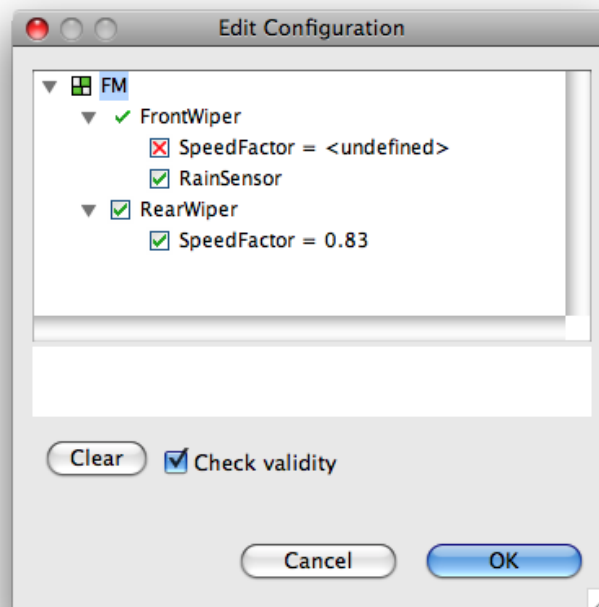 Edit Configuration
FM
FrontWiper
SpeedFactor = <undefined>
RainSensor
RearWiper
SpeedFactor = 0.83
Clear
Check validity
Cancel
OK